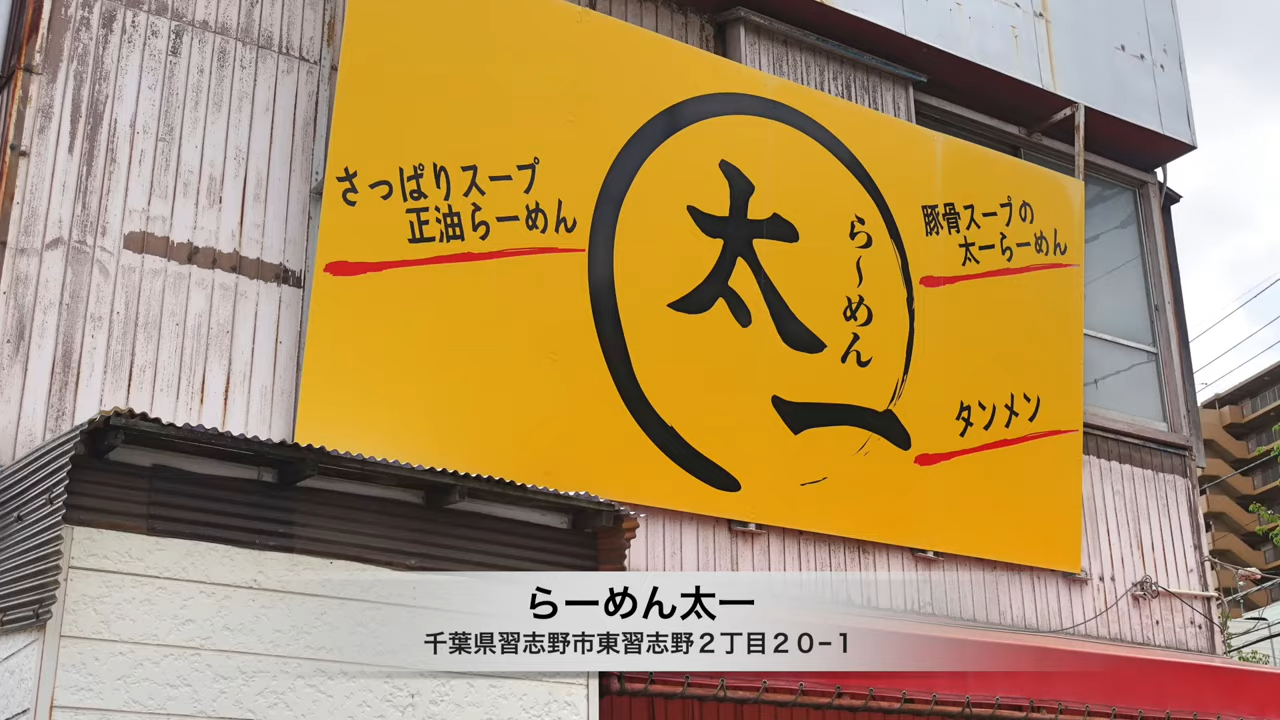 さっぱりスープ
正油らーめん
太一
らーめん
豚骨スープの
太一らーめん
タンメン
らーめん太一
千葉県習志野市東習志野２丁目２０−１